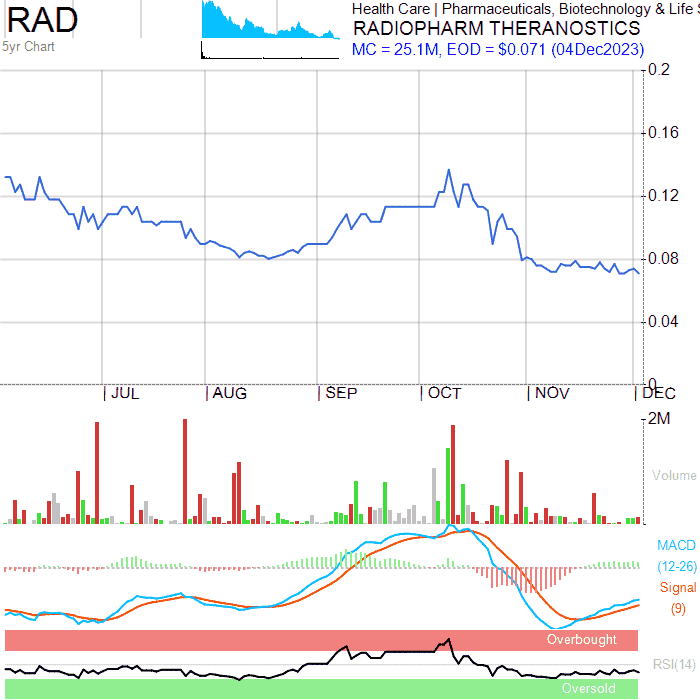 RAD
5yr Chart
Health Care | Pharmaceuticals, Biotechnology & Life
RADIOPHARM THERANOSTICS
MC = 25.1M, EOD = $0.071 (04Dec2023)
0.2
0.16
0.12
0.08
0.04
0
JUL AUG SEP OCT NOV DEC
2M
Volume
MACD
(12-26)
Signal
(9)
Overbought
RSI(14)
Oversold